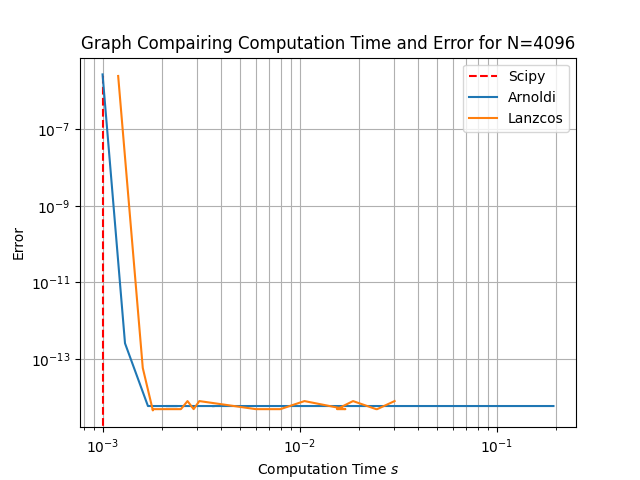 Graph Compairing Computation Time and Error for N=4096
Scipy
Arnoldi
Lanzcos
10⁻⁷
10⁻⁹
10⁻¹¹
10⁻¹³
Error
10⁻³
10⁻²
10⁻¹
Computation Time s